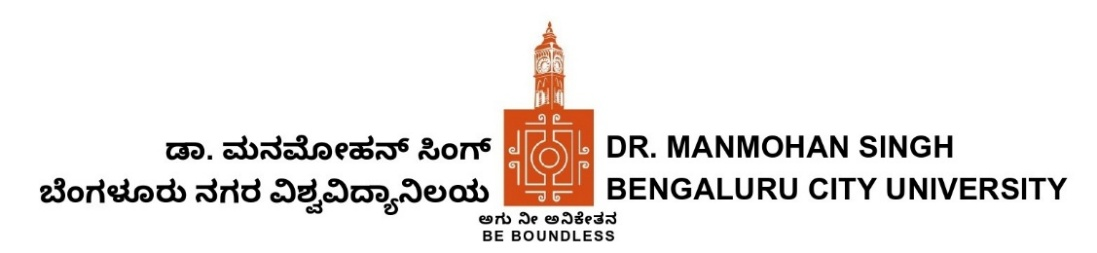 ಡಾ. ಮನಮೋಹನ್ ಸಿಂಗ್
ಬೆಂಗಳೂರು ನಗರ ವಿಶ್ವವಿದ್ಯಾನಿಲಯ
DR. MANMOHAN SINGH
BENGALURU CITY UNIVERSITY
ಅಗು ನೀ ಅನಿಕೇತನ
BE BOUNDLESS